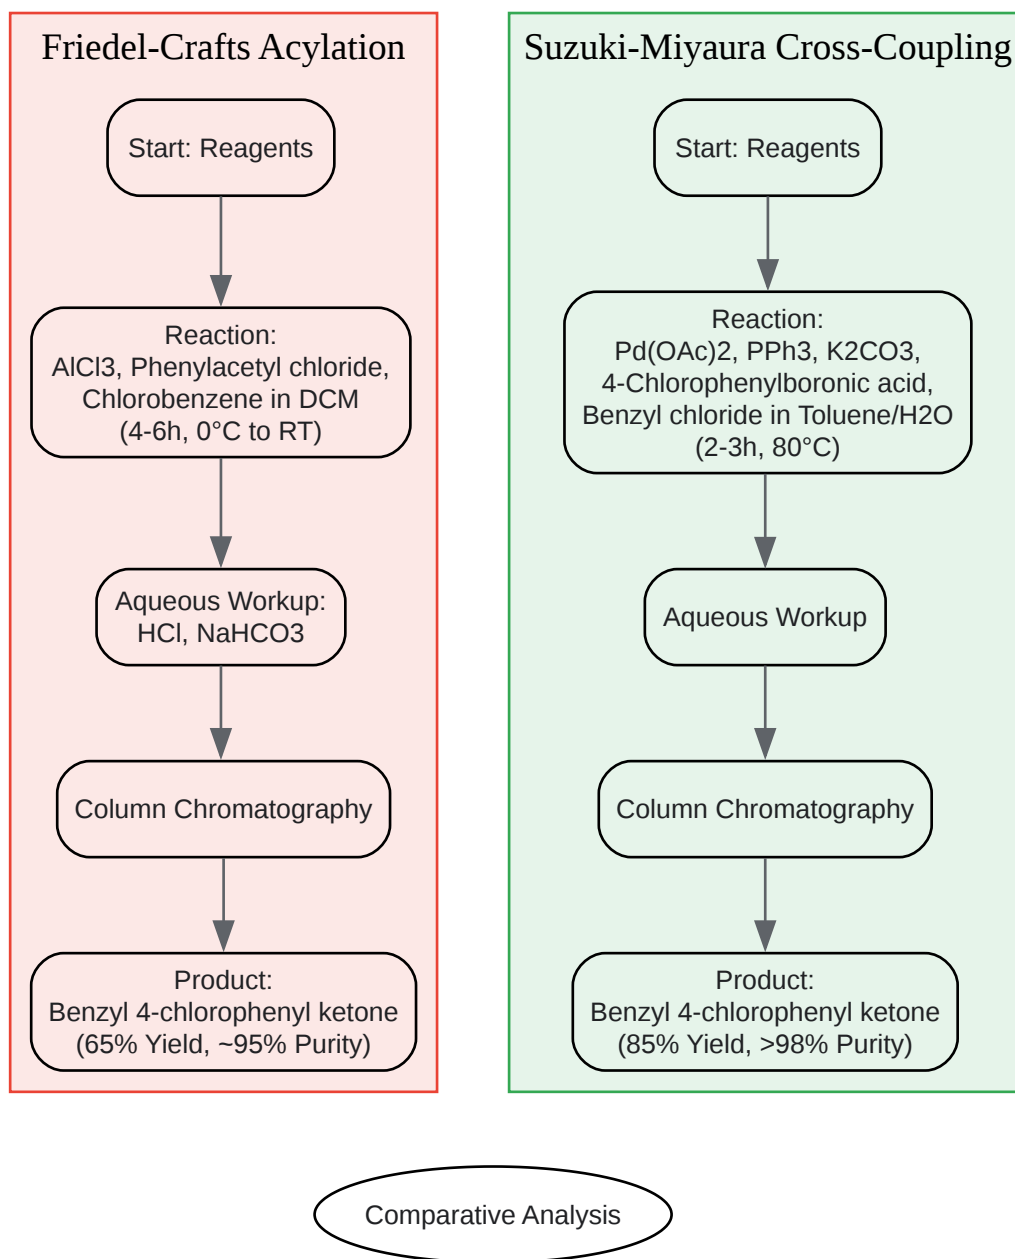 Friedel-Crafts Acylation
Start: Reagents
Reaction:
AlCl3, Phenylacetyl chloride,
Chlorobenzene in DCM
(4-6h, 0°C to RT)
Aqueous Workup:
HCl, NaHCO3
Column Chromatography
Product:
Benzyl 4-chlorophenyl ketone
(65% Yield, ~95% Purity)
Suzuki-Miyaura Cross-Coupling
Start: Reagents
Reaction:
Pd(OAc)2, PPh3, K2CO3,
4-Chlorophenylboronic acid,
Benzyl chloride in Toluene/H2O
(2-3h, 80°C)
Aqueous Workup
Column Chromatography
Product:
Benzyl 4-chlorophenyl ketone
(85% Yield, >98% Purity)
Comparative Analysis